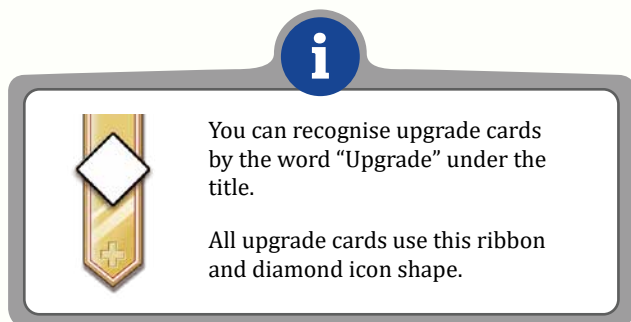 i
You can recognise upgrade cards
by the word “Upgrade” under the
title.
All upgrade cards use this ribbon
and diamond icon shape.